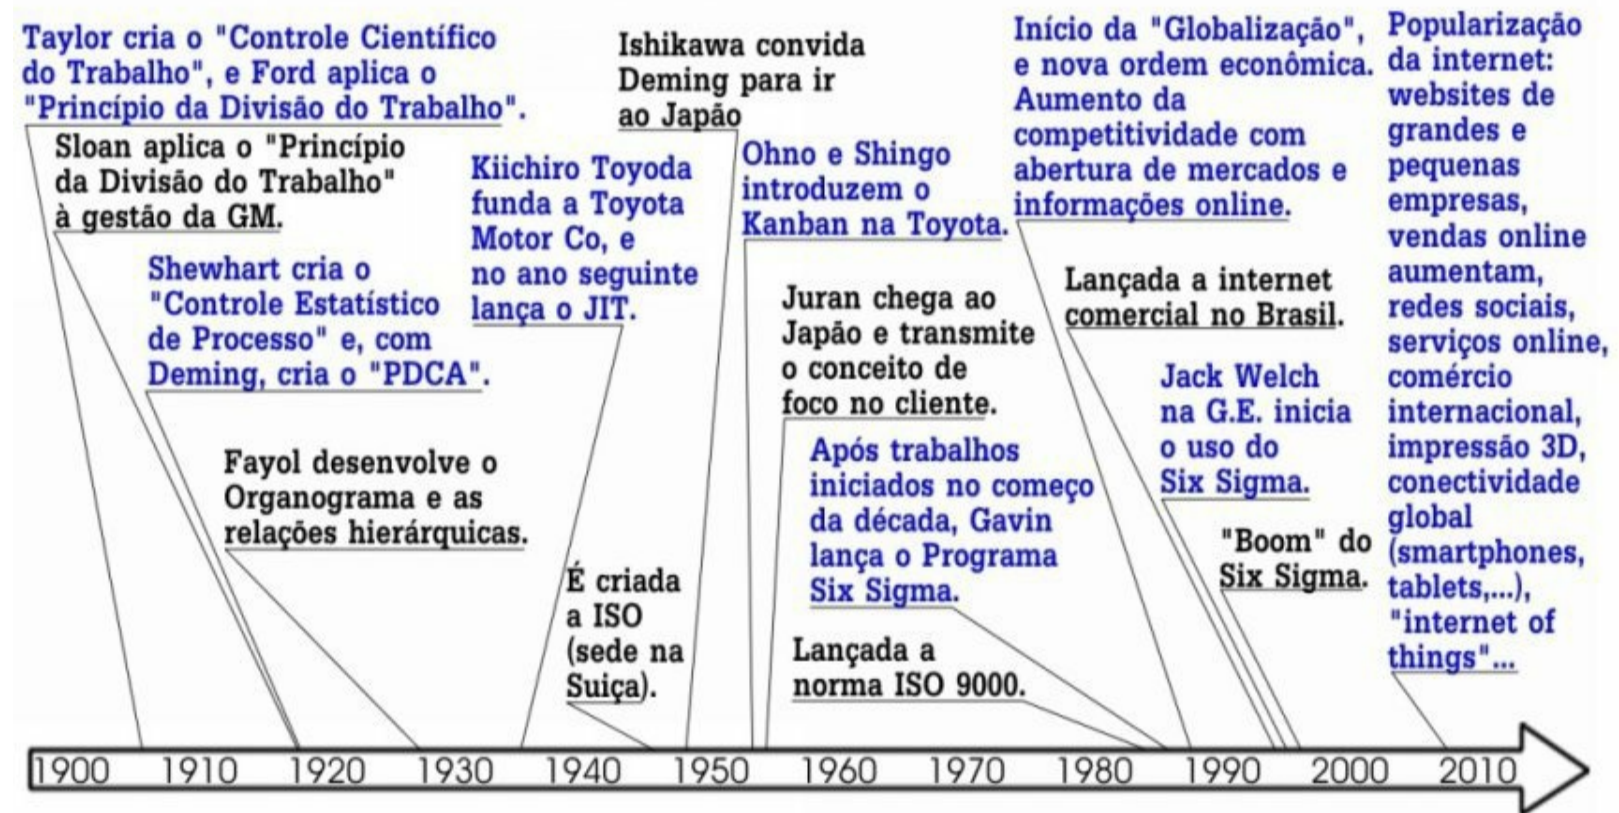 Taylor cria o "Controle Científico
do Trabalho", e Ford aplica o
"Princípio da Divisão do Trabalho".
Sloan aplica o "Princípio
da Divisão do Trabalho"
à gestão da GM.
Shewhart cria o
"Controle Estatístico
de Processo" e, com
Deming, cria o "PDCA".
Fayol desenvolve o
Organograma e as
relações hierárquicas.
Kiichiro Toyoda
funda a Toyota
Motor Co, e
no ano seguinte
lança o JIT.
É criada
a ISO
(sede na
Suiça).
Ishikawa convida
Deming para ir
ao Japão
Ohno e Shingo
introduzem o
Kanban na Toyota.
Juran chega ao
Japão e transmite
o conceito de
foco no cliente.
Após trabalhos
iniciados no começo
da década, Gavin
lança o Programa
Six Sigma.
Lançada a
norma ISO 9000.
Início da "Globalização",
e nova ordem econômica.
Aumento da
competitividade com
abertura de mercados e
informações online.
Lançada a internet
comercial no Brasil.
Jack Welch
na G.E. inicia
o uso do
Six Sigma.
"Boom" do
Six Sigma.
Popularização
da internet:
websites de
grandes e
pequenas
empresas,
vendas online
aumentam,
redes sociais,
serviços online,
comércio
internacional,
impressão 3D,
conectividade
global
(smartphones,
tablets,...),
"internet of
things"...
1900 1910 1920 1930 1940 1950 1960 1970 1980 1990 2000 2010